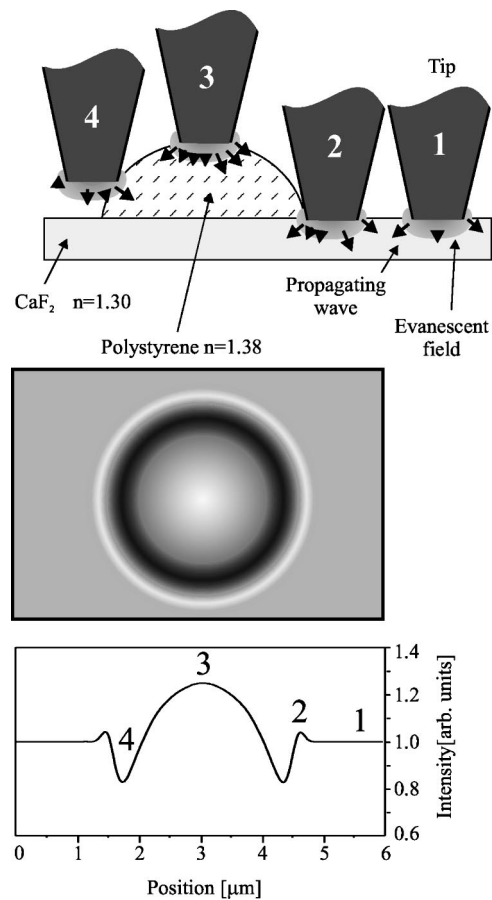 3
Tip
4
2
1
CaF2 n=1.30
Propagating
wave
Evanescent
field
Polystyrene n=1.38
1.4
1.2
1.0
0.8
0.6
3
2
1
4
Intensity[arb. units]
0 1 2 3 4 5 6
Position [μm]